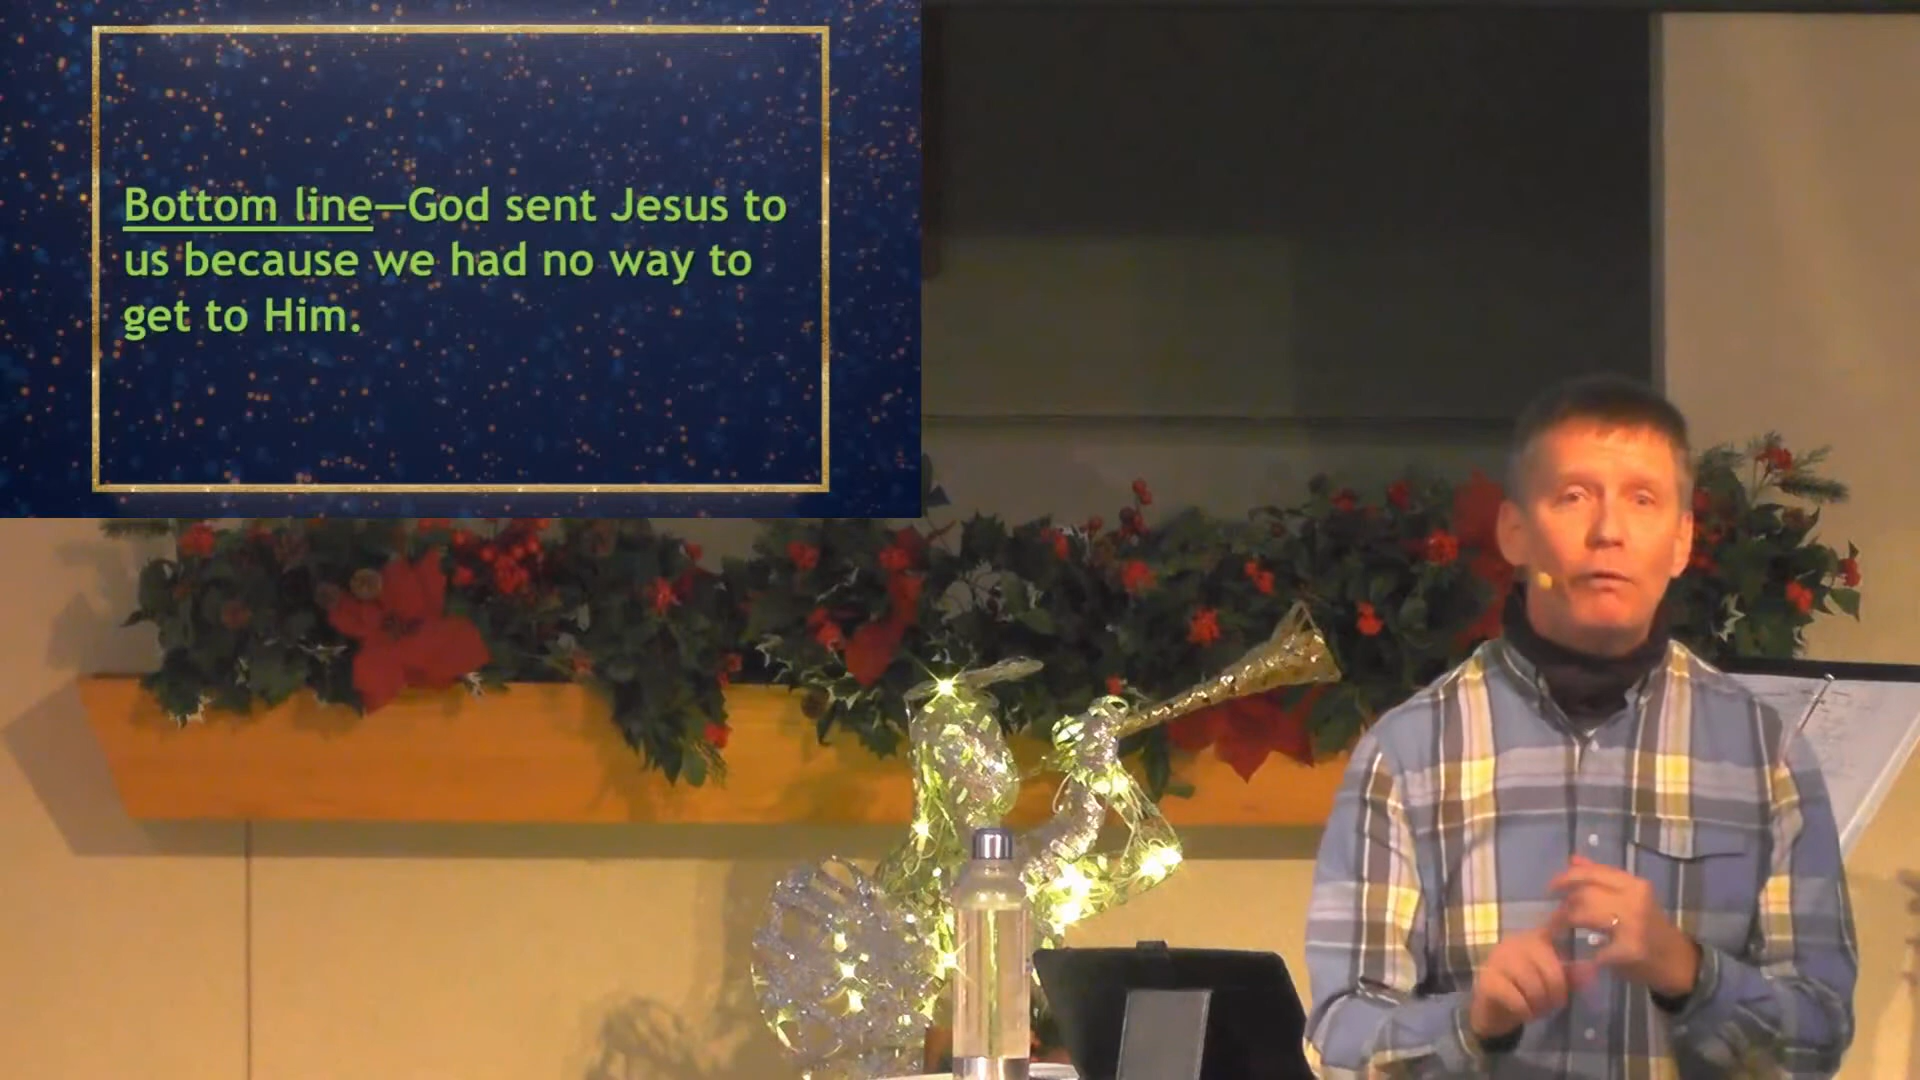 Bottom line—God sent Jesus to
us because we had no way to
get to Him.